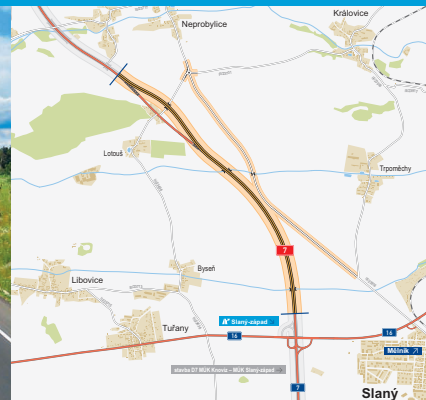 Neprobylice
Královice
Lotouš
Trpoměchy
7
Byseň
Libovice
Slaný-západ
Tuřany
16
16
Mělník
stavba D7 MÚK Knovíz – MÚK Slaný-západ
7
Slaný